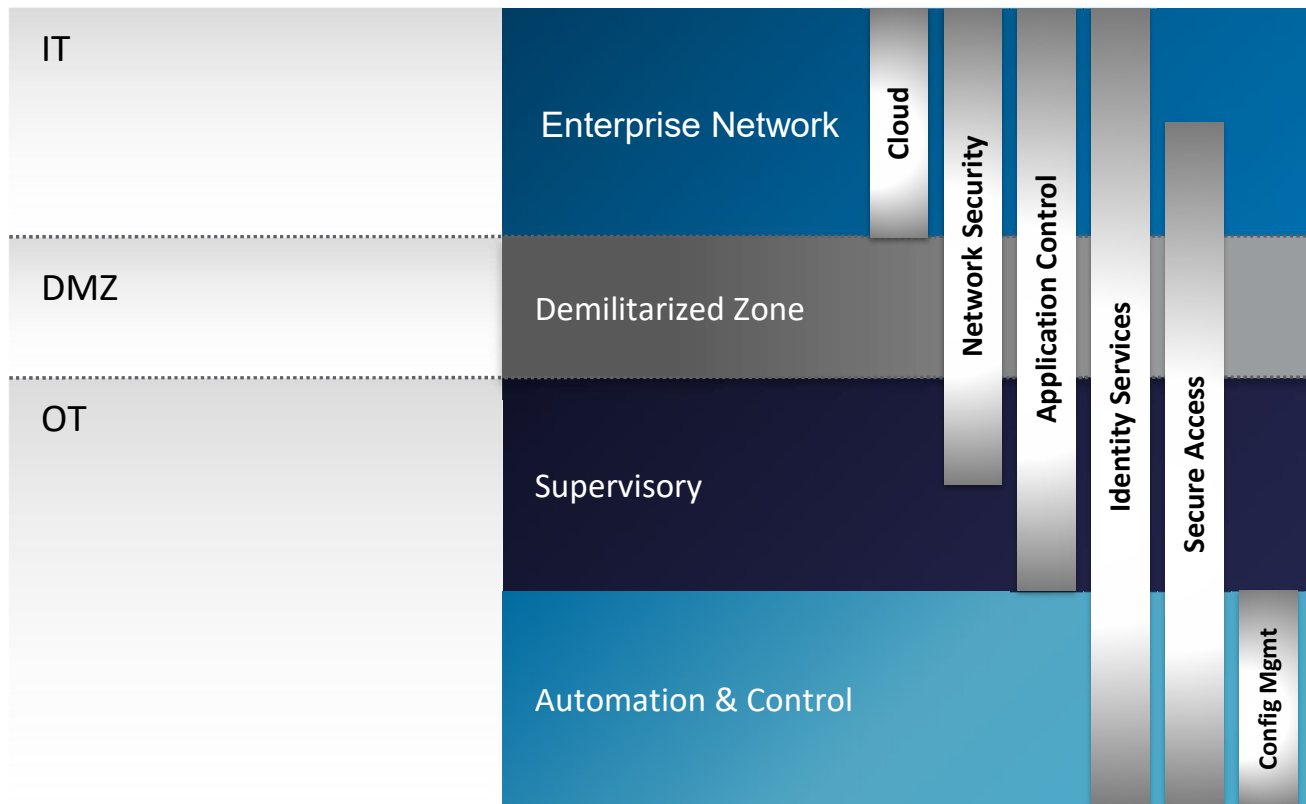 IT
Enterprise Network
Cloud
Network Security
Application Control
Identity Services
Secure Access
Config Mgmt
DMZ
Demilitarized Zone
OT
Supervisory
Automation & Control